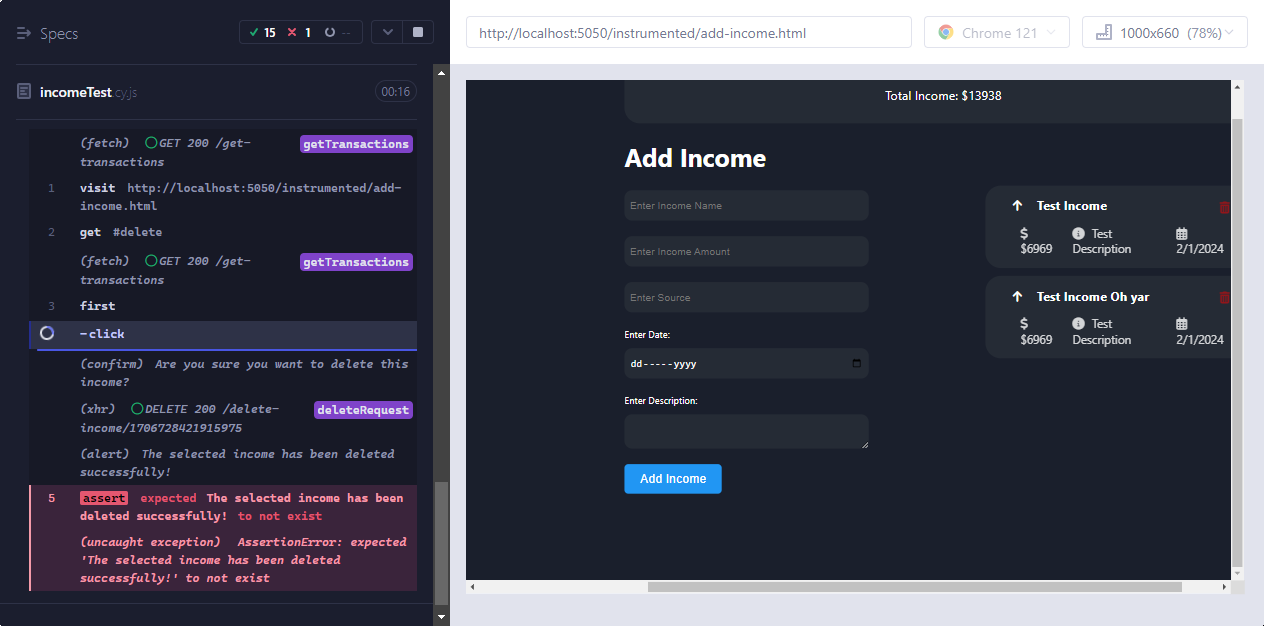 Specs
15 1 --
incomeTest.cy.js 00:16
(fetch) GET 200 /get-
transactions
getTransactions
1 visit http://localhost:5050/instrumented/add-
income.html
2 get #delete
(fetch) GET 200 /get-
transactions
getTransactions
3 first
-click
(confirm) Are you sure you want to delete this
income?
(xhr) DELETE 200 /delete-
income/1706728421915975
deleteRequest
(alert) The selected income has been deleted
successfully!
5 assert expected The selected income has been
deleted successfully! to not exist
(uncaught exception) AssertionError: expected
'The selected income has been deleted
successfully!' to not exist
http://localhost:5050/instrumented/add-income.html
Chrome 121
1000x660 (78%)
Total Income: $13938
Add Income
Enter Income Name
Enter Income Amount
Enter Source
Enter Date:
dd-----yyyy
Enter Description:
Add Income
Test Income
$
$6969
Test
Description
2/1/2024
Test Income Oh yar
$
$6969
Test
Description
2/1/2024